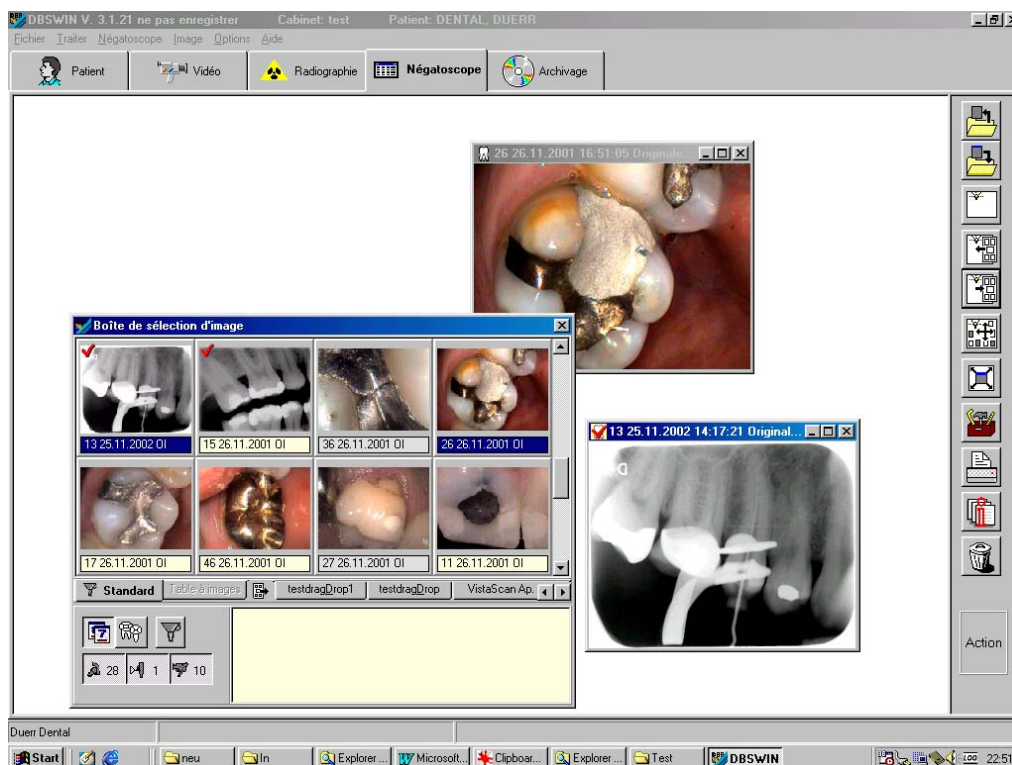 DBSWIN V. 3.1.21 ne pas enregistrer Cabinet: test Patient: DENTAL, DUERR
Fichier Traiter Négatoscope Image Options Aide
Patient Vidéo Radiographie Négatoscope Archivage
26 26.11.2001 16:51:05 Originale
Boîte de sélection d'image
13 25.11.2002 OI 15 26.11.2001 OI 36 26.11.2001 OI 26 26.11.2001 OI
13 25.11.2002 14:17:21 Original...
17 26.11.2001 OI 46 26.11.2001 OI 27 26.11.2001 OI 11 26.11.2001 OI
Standard Table à images testdragDrop1 testdragDrop VistaScan Ap.
7
28 1 10
Action
Duerr Dental
Start neu In Explorer ... Microsoft... Clipboar... Explorer ... Test DBSWIN 22:51